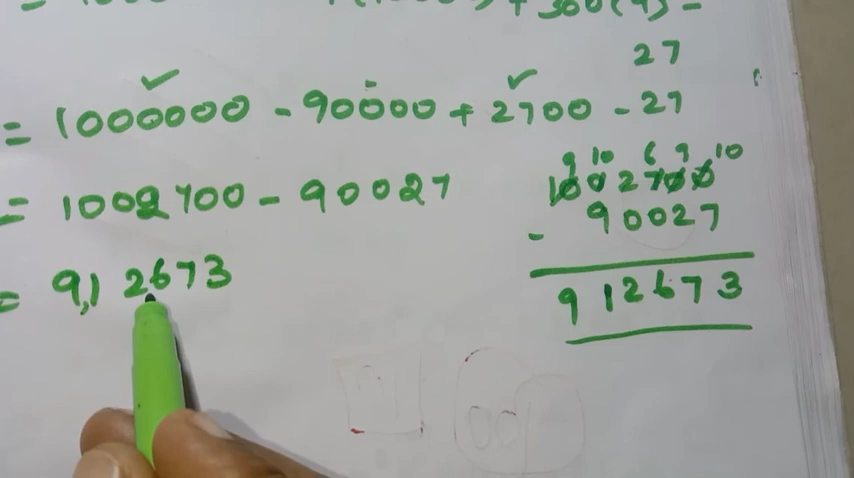 27
= 1000000 - 90000 + 2700 - 27
= 1002700 - 90027
= 9,12673
9 10 6 9 10
1002700
- 90027
912673